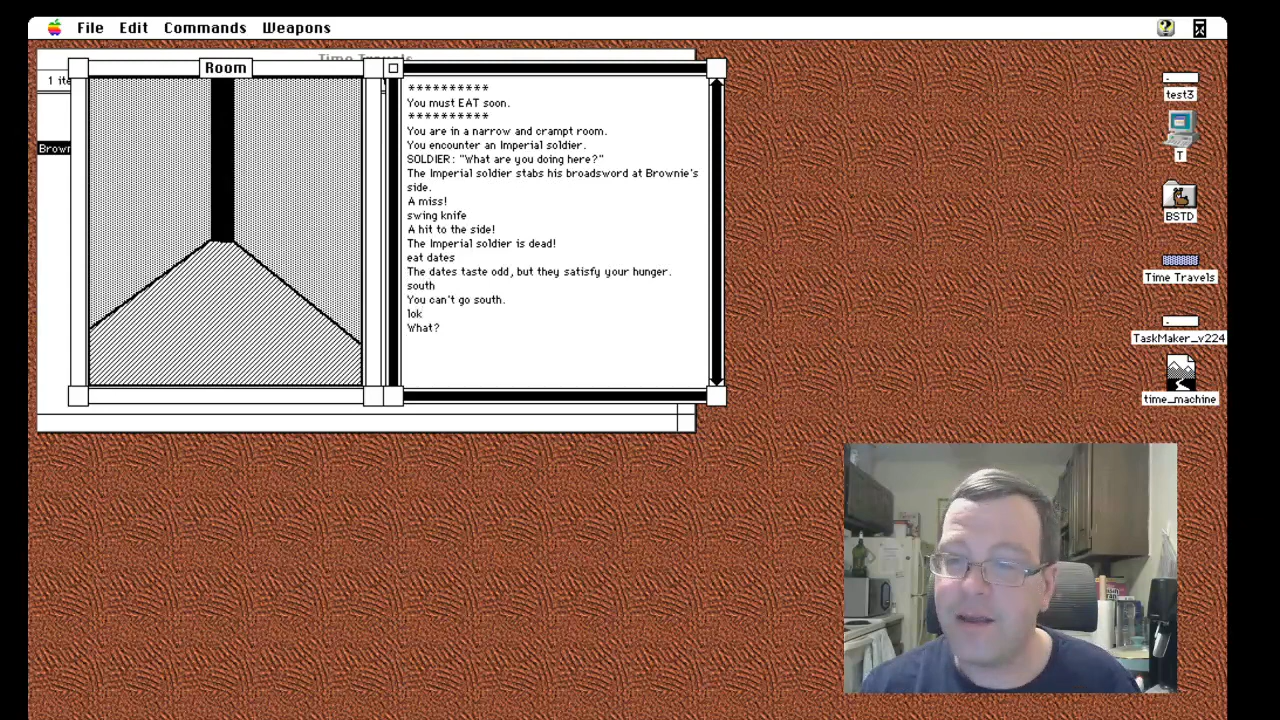 File Edit Commands Weapons
Time Travels
1 ite
Room
Brown
**********
You must EAT soon.
**********
You are in a narrow and crampt room.
You encounter an Imperial soldier.
SOLDIER: "What are you doing here?"
The Imperial soldier stabs his broadsword at Brownie's
side.
A miss!
swing knife
A hit to the side!
The Imperial soldier is dead!
eat dates
The dates taste odd, but they satisfy your hunger.
south
You can't go south.
lok
What?
test3
T
BSTD
Time Travels
TaskMaker_v224
time_machine